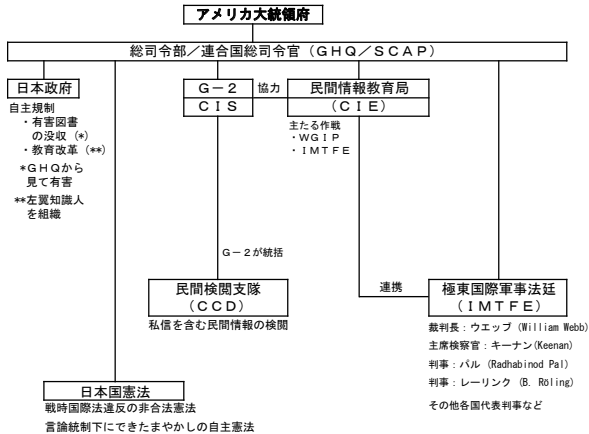 アメリカ大統領府
総司令部／連合国総司令官（ＧＨＱ／ＳＣＡＰ）
日本政府
自主規制
・有害図書
の没収（*）
・教育改革（**）
*ＧＨＱから
見て有害
**左翼知識人
を組織
Ｇ－２
ＣＩＳ
協力
民間情報教育局
（ＣＩＥ）
主たる作戦
・ＷＧＩＰ
・ＩＭＴＦＥ
Ｇ－２が統括
民間検閲支隊
（ＣＣＤ）
私信を含む民間情報の検閲
連携
極東国際軍事法廷
（ＩＭＴＦＥ）
裁判長：ウエッブ（William Webb）
主席検察官：キーナン(Keenan)
判事：パル（Radhabinod Pal)
判事：レーリンク（B. Röling)
その他各国代表判事など
日本国憲法
戦時国際法違反の非合法憲法
言論統制下にできたまやかしの自主憲法